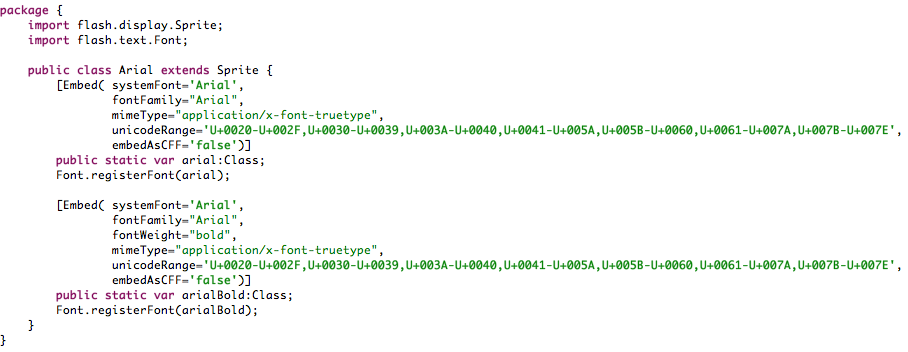 package {
    import flash.display.Sprite;
    import flash.text.Font;

    public class Arial extends Sprite {
        [Embed( systemFont='Arial',
                fontFamily="Arial",
                mimeType="application/x-font-truetype",
                unicodeRange='U+0020-U+002F,U+0030-U+0039,U+003A-U+0040,U+0041-U+005A,U+005B-U+0060,U+0061-U+007A,U+007B-U+007E',
                embedAsCFF='false')]
        public static var arial:Class;
        Font.registerFont(arial);

        [Embed( systemFont='Arial',
                fontFamily="Arial",
                fontWeight="bold",
                mimeType="application/x-font-truetype",
                unicodeRange='U+0020-U+002F,U+0030-U+0039,U+003A-U+0040,U+0041-U+005A,U+005B-U+0060,U+0061-U+007A,U+007B-U+007E',
                embedAsCFF='false')]
        public static var arialBold:Class;
        Font.registerFont(arialBold);
    }
}